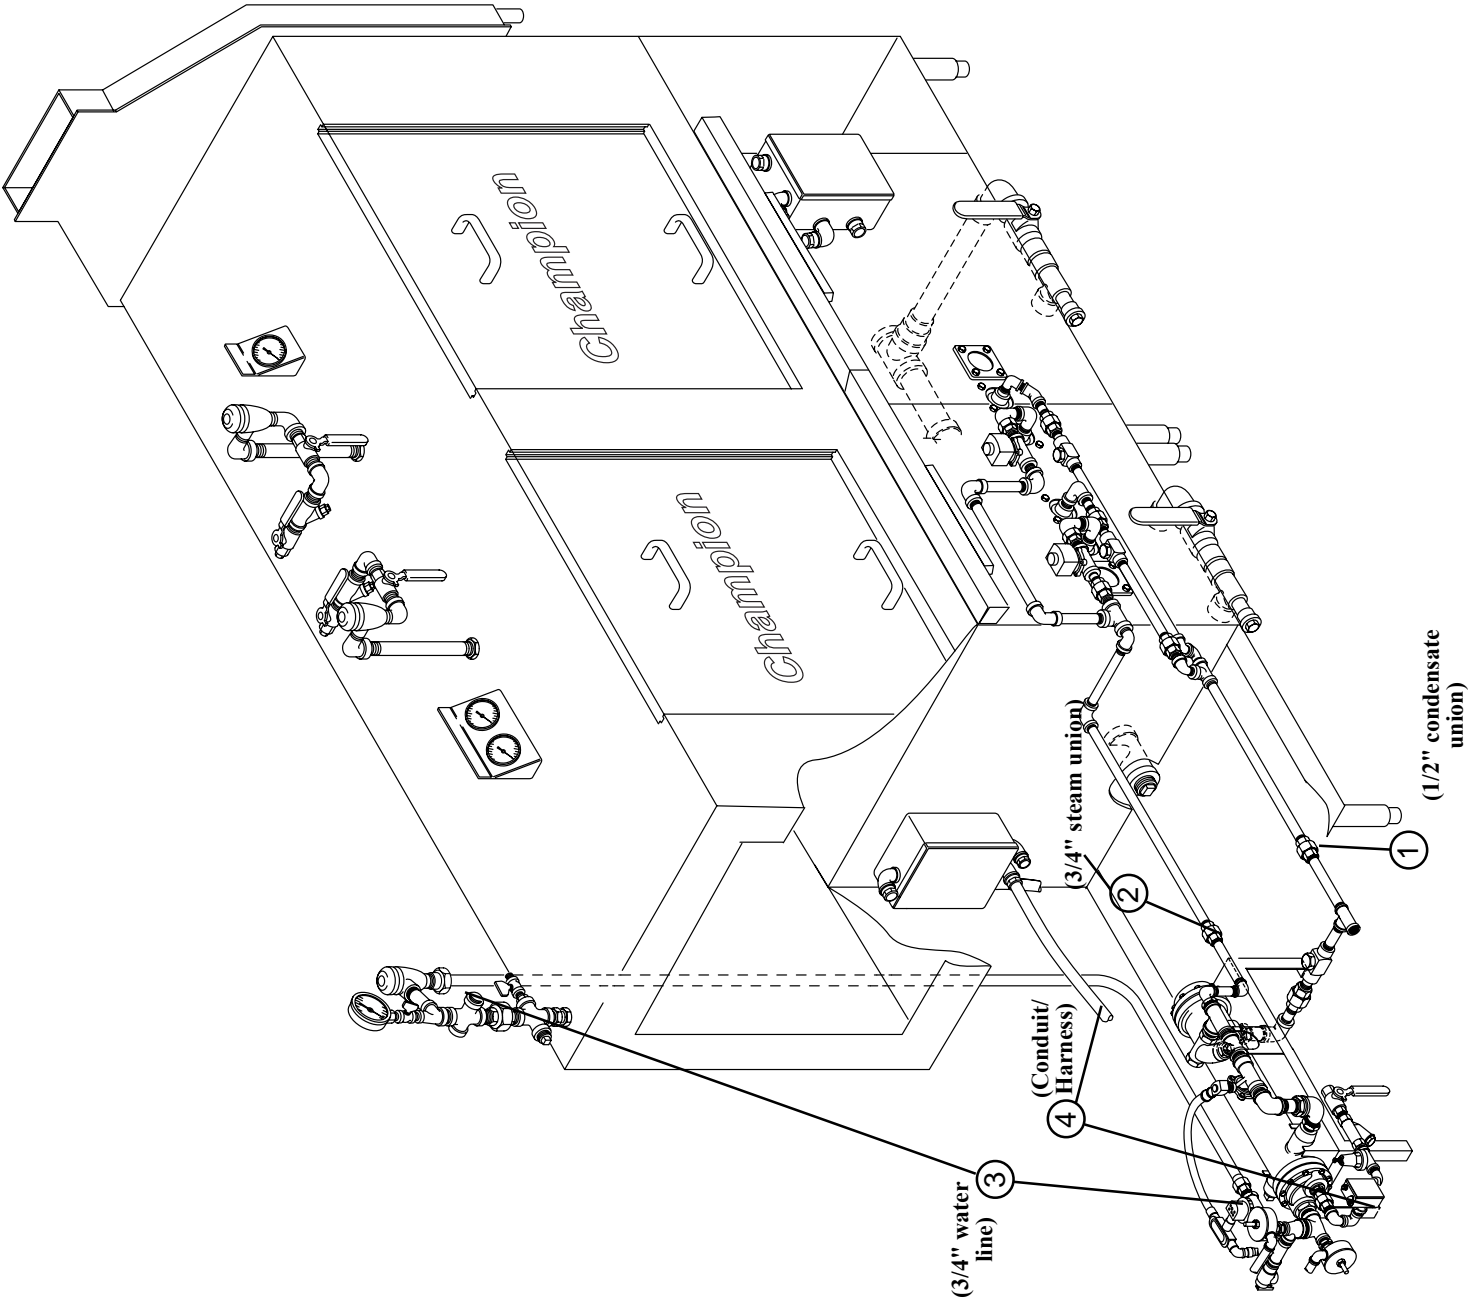 Champion
Champion
(3/4" steam union)
2
(1/2" condensate
union)
1
(Conduit/
Harness)
4
(3/4" water
line)
3